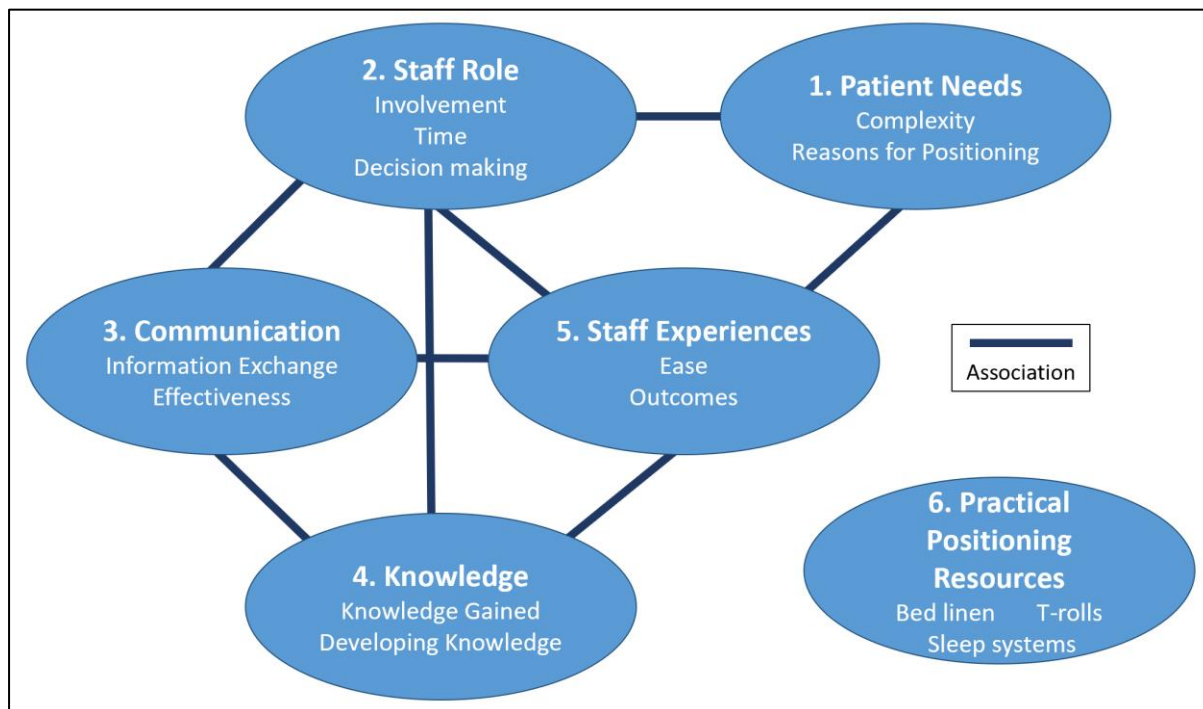 2. Staff Role
Involvement
Time
Decision making
1. Patient Needs
Complexity
Reasons for Positioning
3. Communication
Information Exchange
Effectiveness
5. Staff Experiences
Ease
Outcomes
Association
4. Knowledge
Knowledge Gained
Developing Knowledge
6. Practical
Positioning
Resources
Bed linen T-rolls
Sleep systems